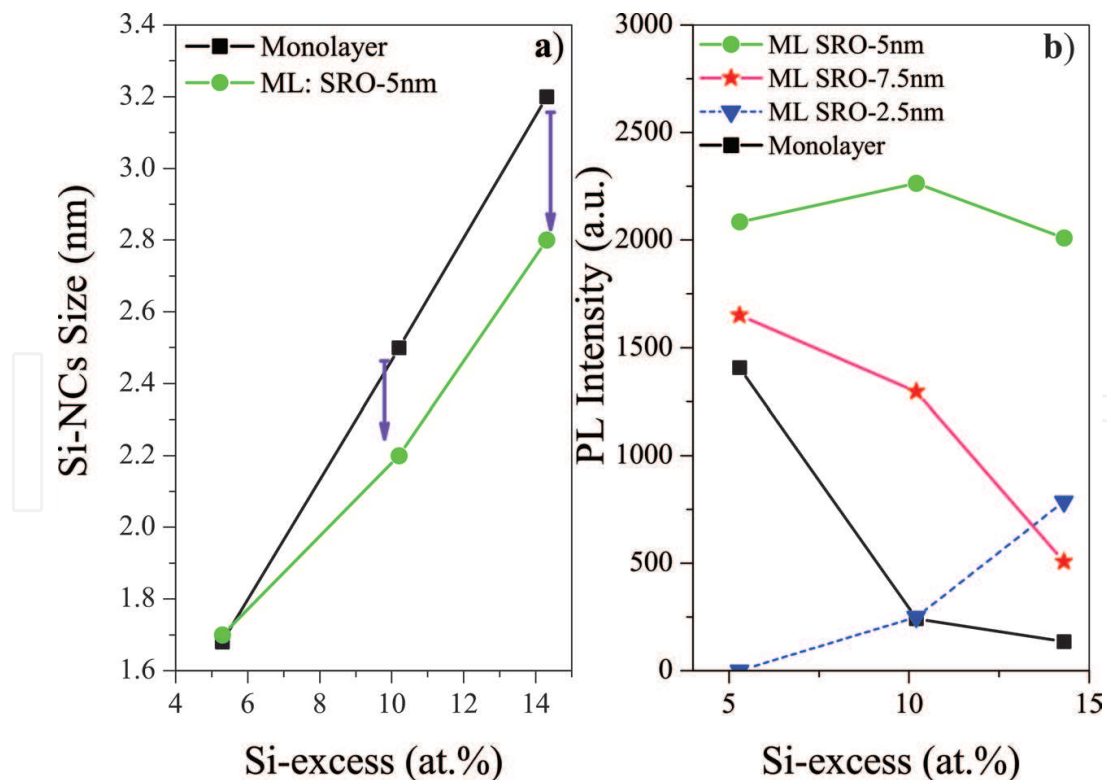 a)
Monolayer
ML: SRO-5nm
3.4
3.2
3.0
2.8
2.6
2.4
2.2
2.0
1.8
1.6
Si-NCs Size (nm)
4
6
8
10
12
14
Si-excess (at.%)
b)
ML SRO-5nm
ML SRO-7.5nm
ML SRO-2.5nm
Monolayer
3000
2500
2000
1500
1000
500
0
PL Intensity (a.u.)
5
10
15
Si-excess (at.%)